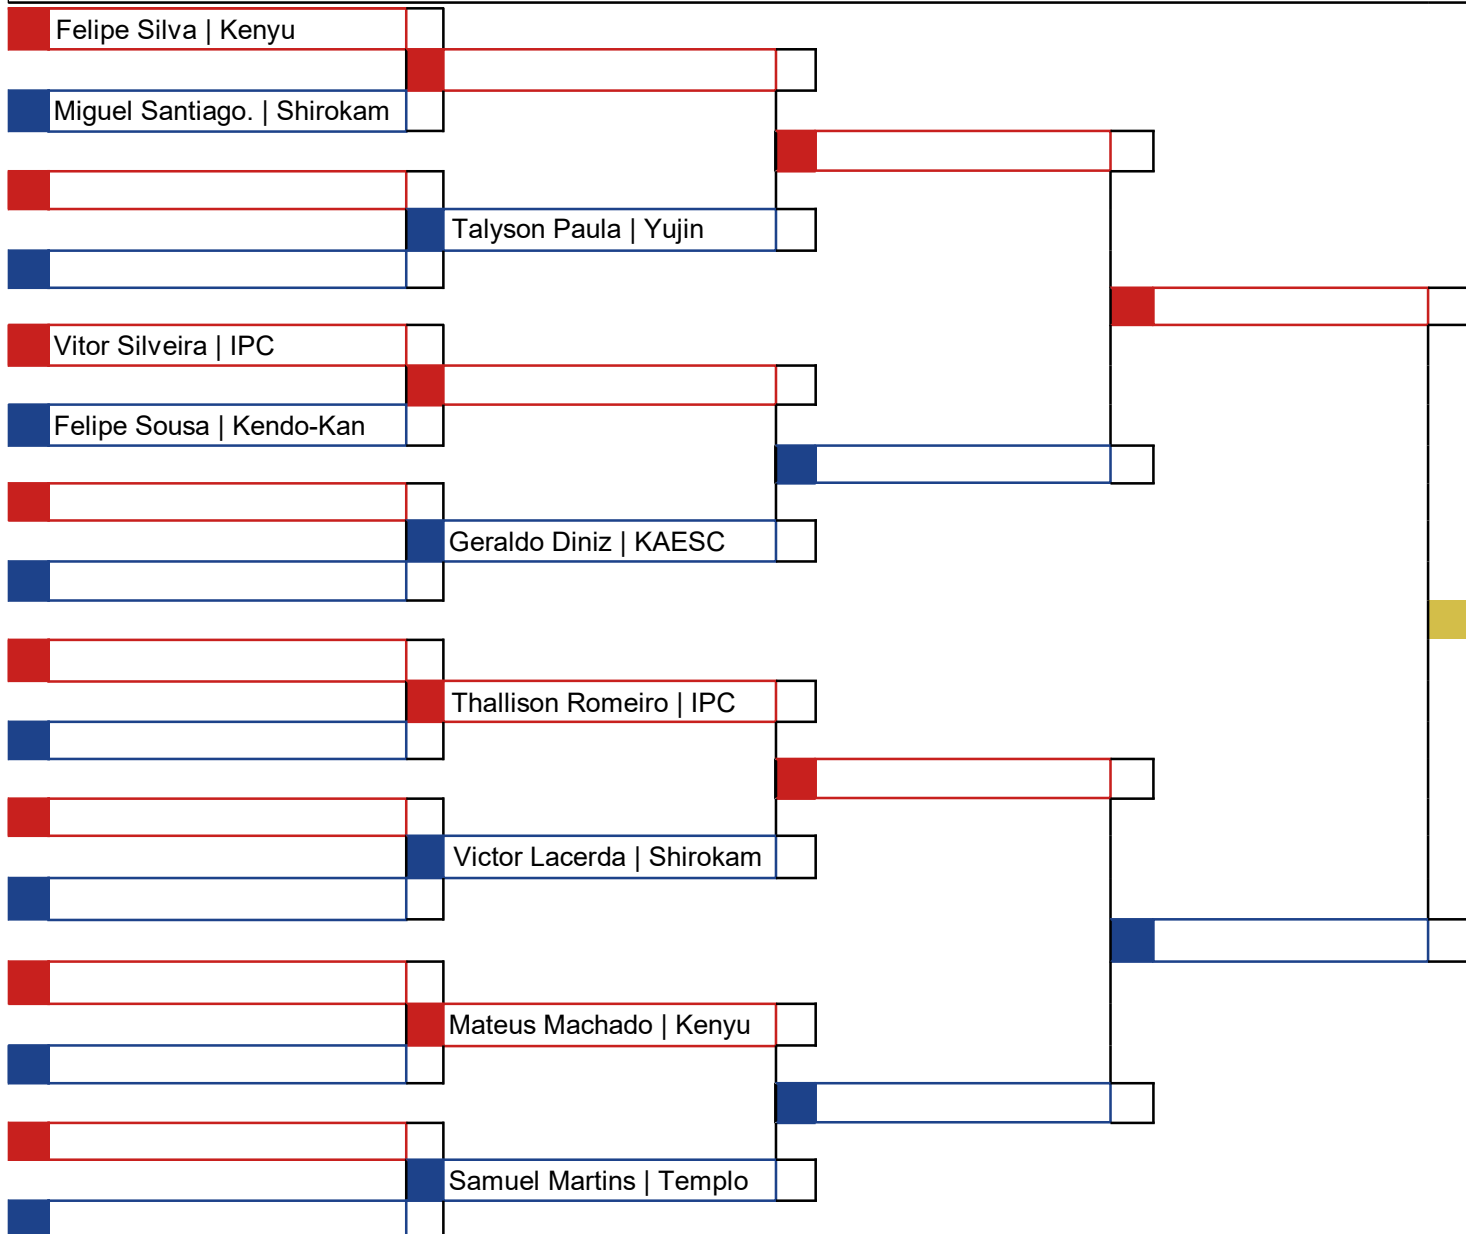 Felipe Silva | Kenyu
Miguel Santiago. | Shirokam
Talyson Paula | Yujin
Vitor Silveira | IPC
Felipe Sousa | Kendo-Kan
Geraldo Diniz | KAESC
Thallison Romeiro | IPC
Victor Lacerda | Shirokam
Mateus Machado | Kenyu
Samuel Martins | Templo